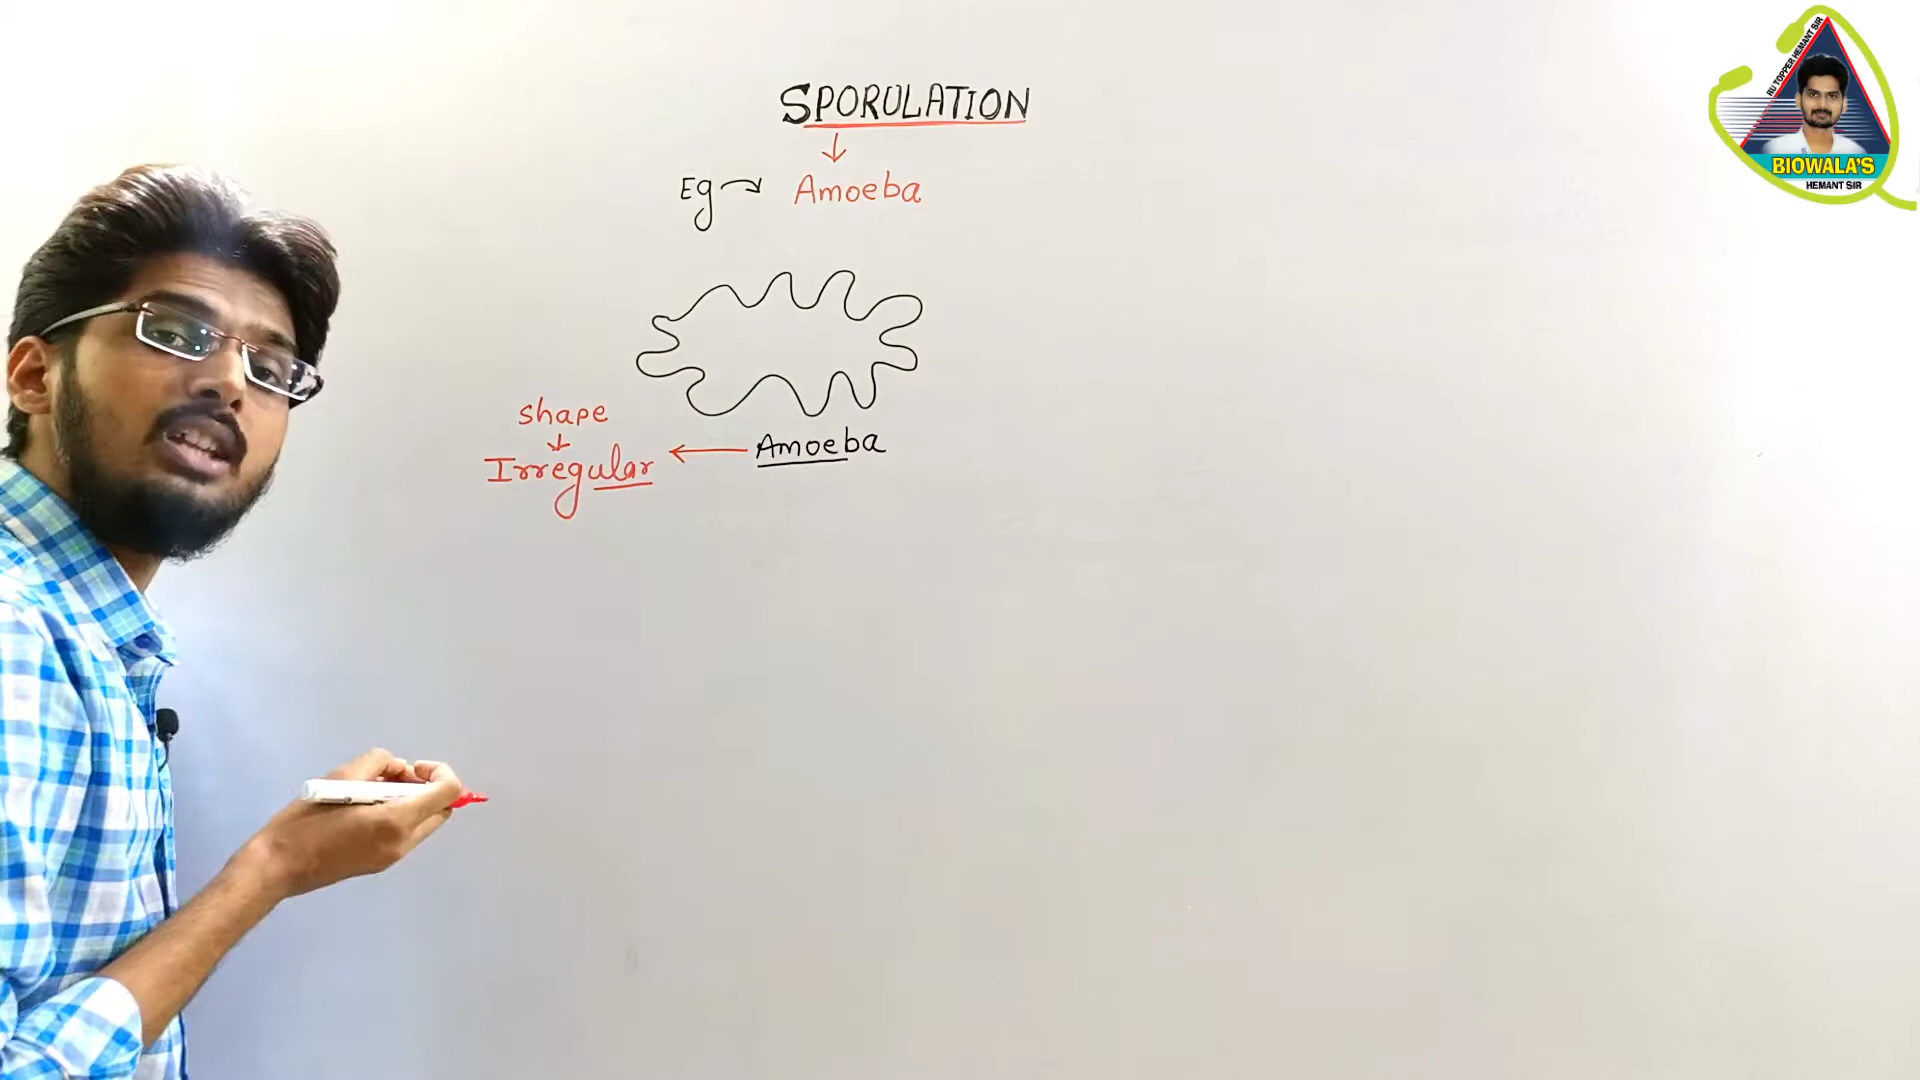 SPORULATION
Eg Amoeba
shape
Irregular
Amoeba
RU TOPPER HEMANT SIR
BIOWALA'S
HEMANT SIR